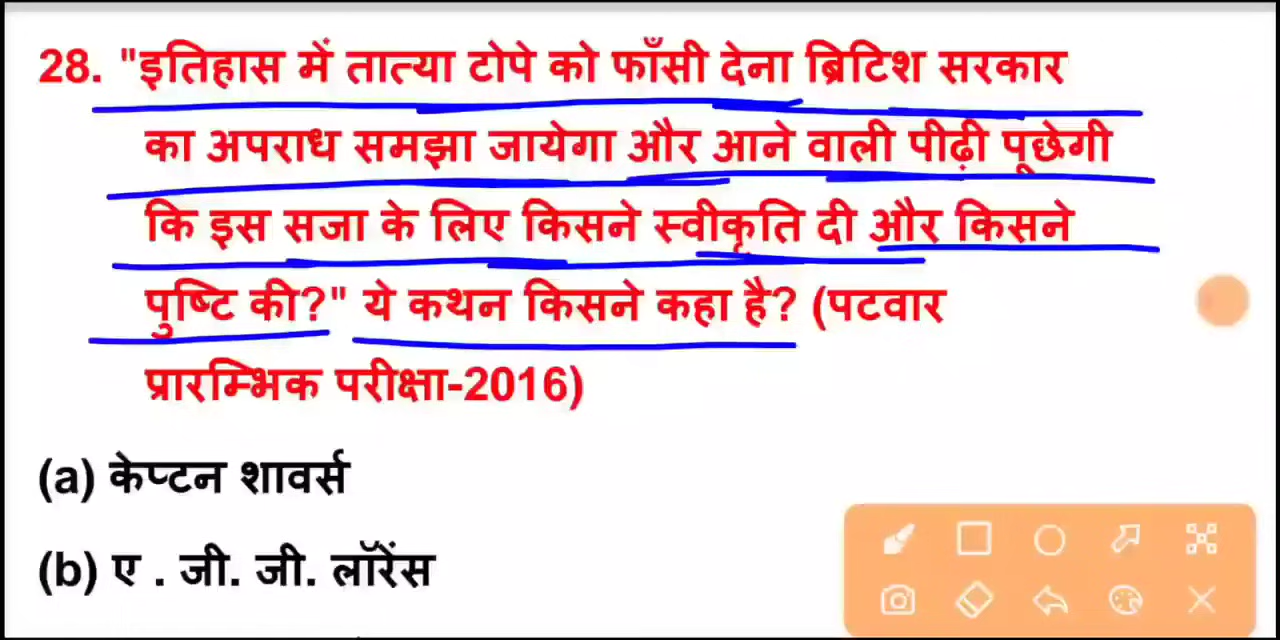 28. "इतिहास में तात्या टोपे को फाँसी देना ब्रिटिश सरकार
का अपराध समझा जायेगा और आने वाली पीढ़ी पूछेगी
कि इस सजा के लिए किसने स्वीकृति दी और किसने
पुष्टि की?" ये कथन किसने कहा है? (पटवार
प्रारम्भिक परीक्षा-2016)
(a) केप्टन शावर्स
(b) ए . जी. जी. लॉरेंस